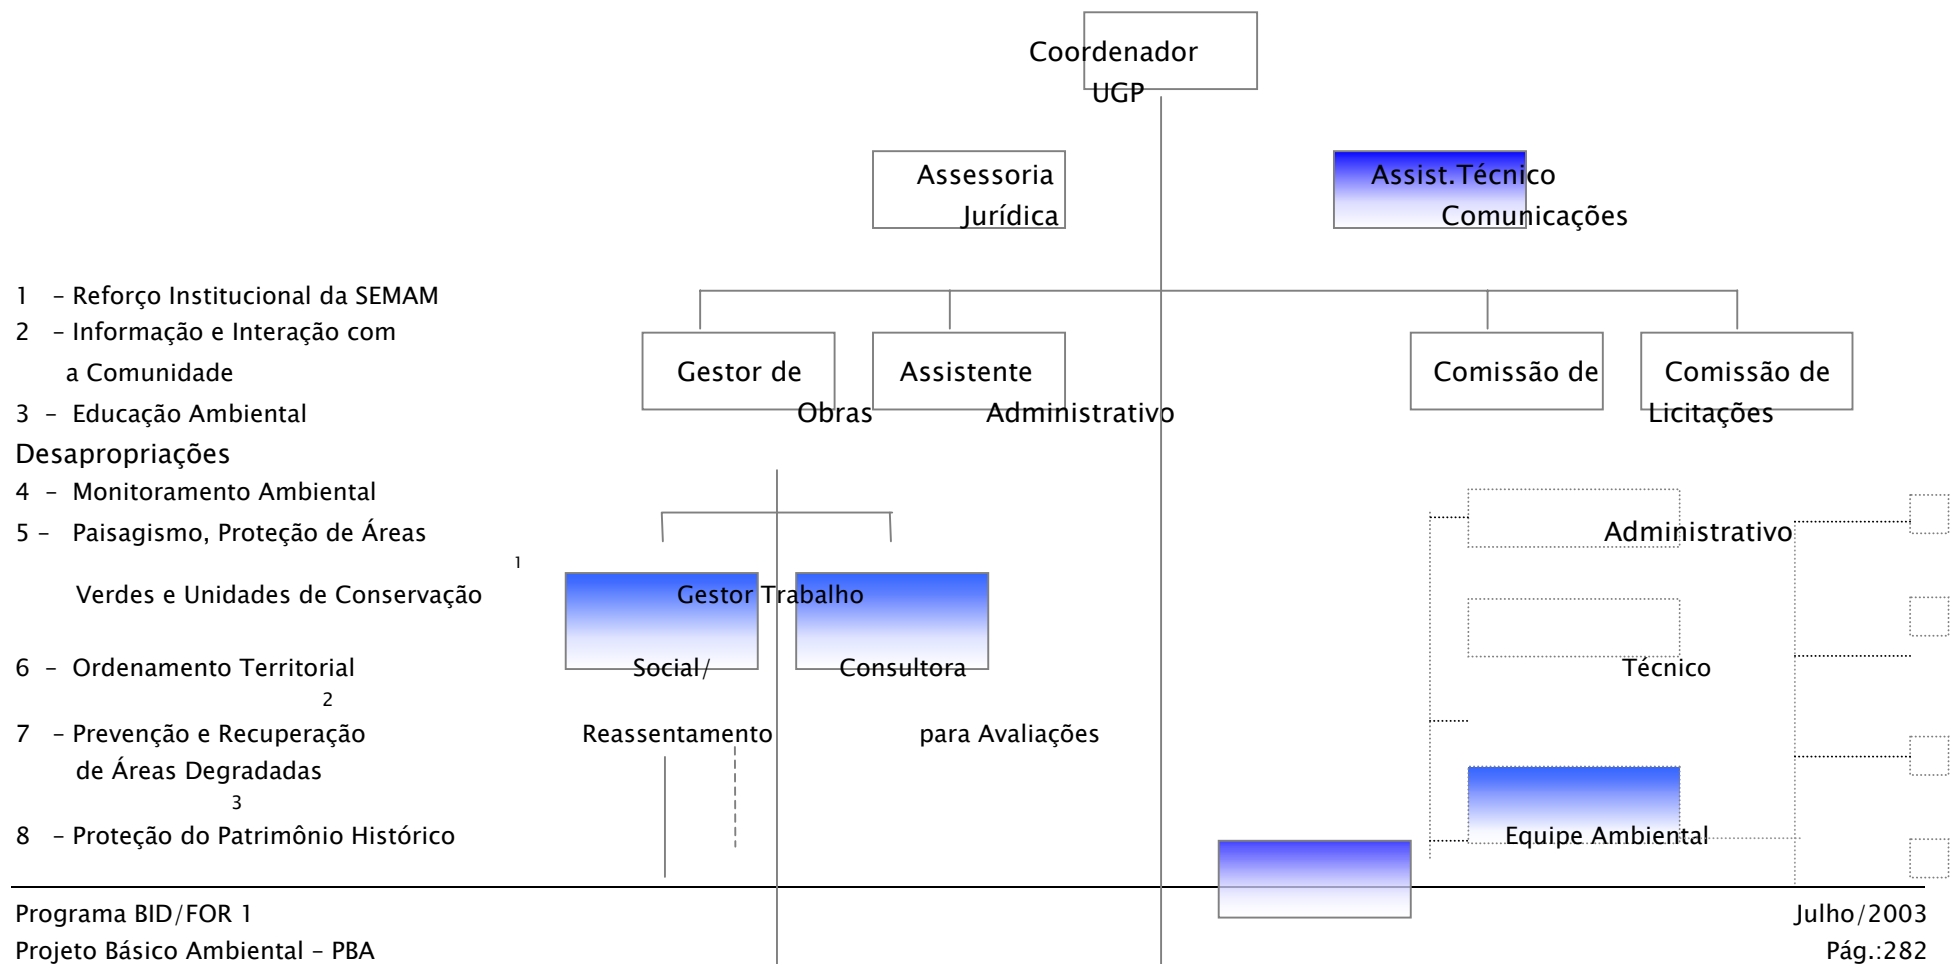 Coordenador
UGP
Assessoria Assist.Técnico
Jurídica Comunicações
1 – Reforço Institucional da SEMAM
2 – Informação e Interação com
a Comunidade Gestor de Assistente Comissão de Comissão de
3 – Educação Ambiental Obras Administrativo Licitações
Desapropriações
4 – Monitoramento Ambiental
5 – Paisagismo, Proteção de Áreas Administrativo
1
Verdes e Unidades de Conservação Gestor Trabalho
6 – Ordenamento Territorial Social/ Consultora Técnico
2
7 – Prevenção e Recuperação Reassentamento para Avaliações
de Áreas Degradadas
3
8 – Proteção do Patrimônio Histórico Equipe Ambiental
Programa BID/FOR 1 Julho/2003
Projeto Básico Ambiental – PBA Pág.:282